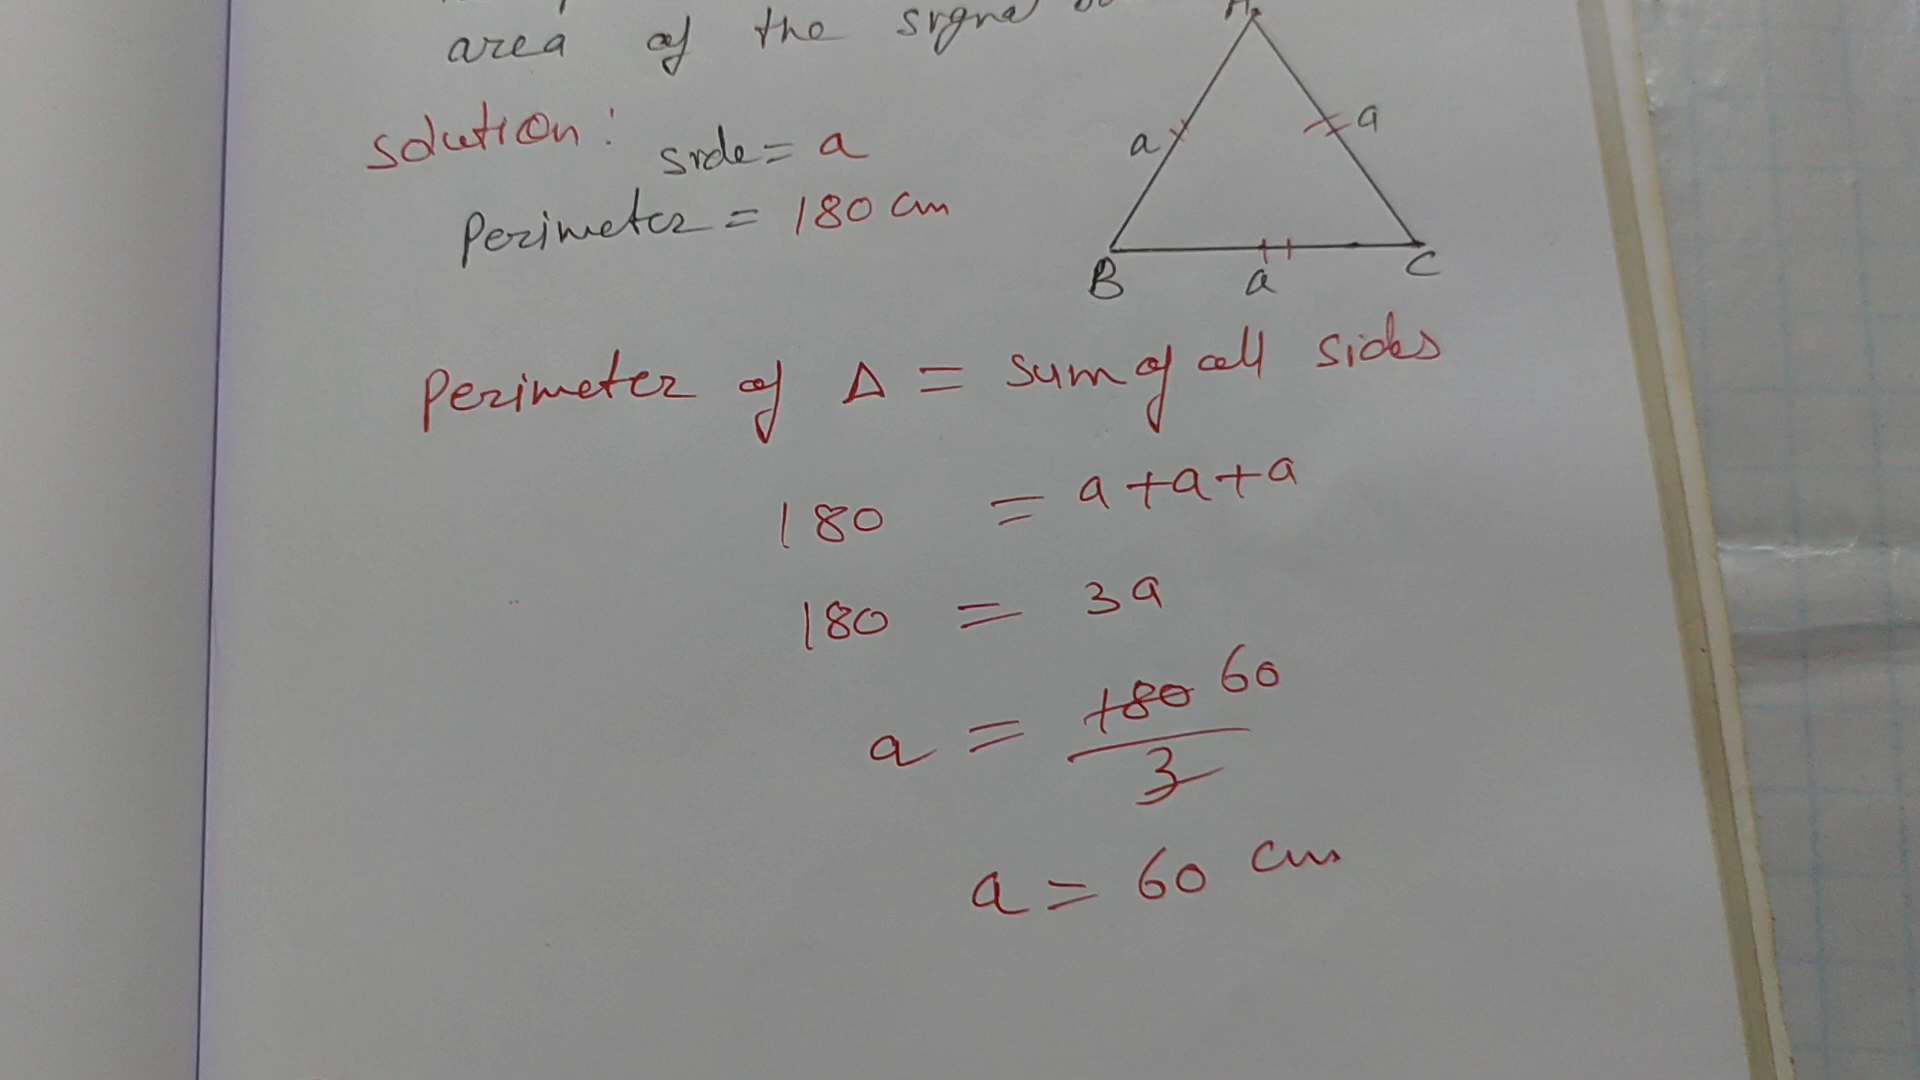 area of the signal
solution: side = a
Perimeter = 180 cm
A
a
a
B
a
C
Perimeter of Δ = sum of all sides
180 = a + a + a
180 = 3a
a = 180 60
3
a = 60 cm